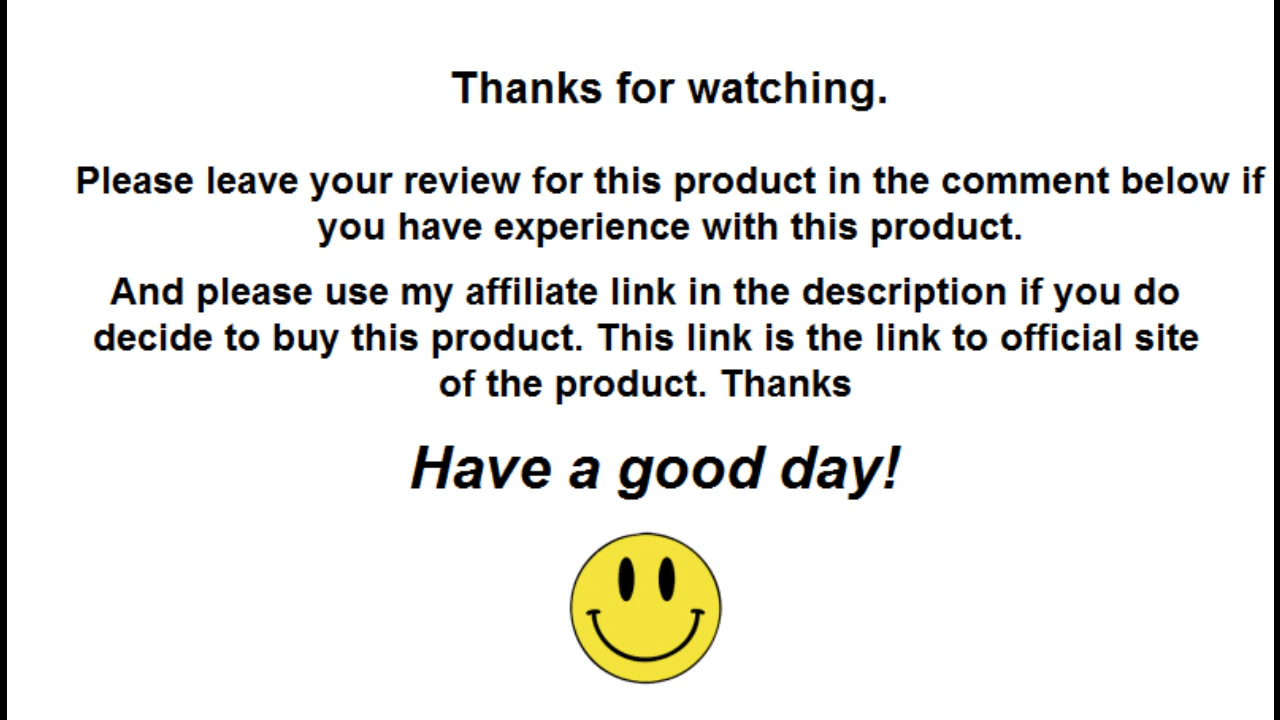 Thanks for watching.
Please leave your review for this product in the comment below if
you have experience with this product.
And please use my affiliate link in the description if you do
decide to buy this product. This link is the link to official site
of the product. Thanks
Have a good day!